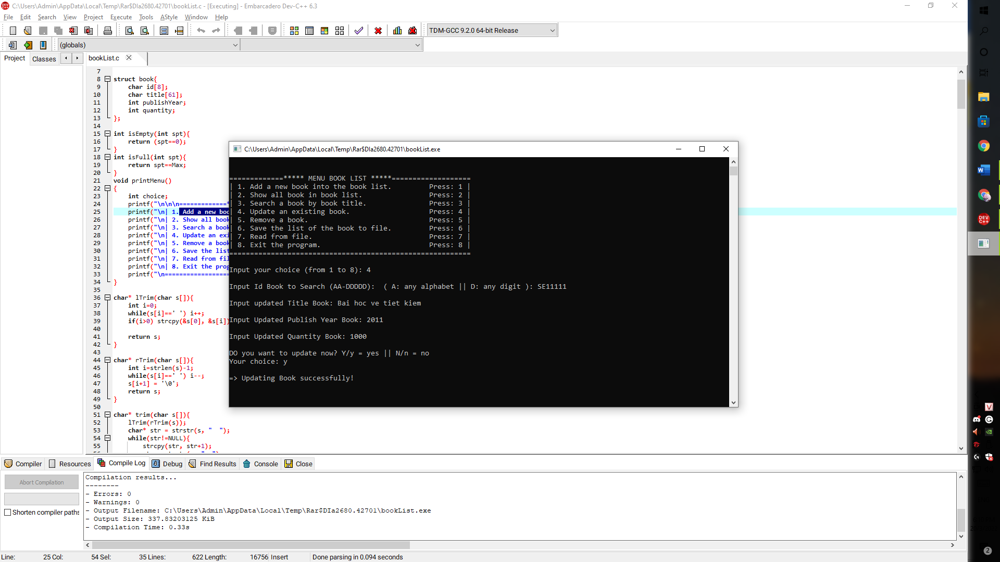 C:\Users\Admin\AppData\Local\Temp\Rar$DIa2680.42701\bookList.c - [Executing] - Embarcadero Dev-C++ 6.3
File Edit Search View Project Execute Tools AStyle Window Help
TDM-GCC 9.2.0 64-bit Release
(globals)
Project Classes bookList.c
7
8 struct book{
9 char id[8];
10 char title[61];
11 int publishYear;
12 int quantity;
13 };
14
15 int isEmpty(int spt){
16 return (spt==0);
17 }
18 int isFull(int spt){
19 return spt==Max;
20 }
21 void printMenu()
22 {
23 int choice;
24 printf("\n\n\n=============*
25 printf("\n| 1. Add a new boo
26 printf("\n| 2. Show all book
27 printf("\n| 3. Search a book
28 printf("\n| 4. Update an exi
29 printf("\n| 5. Remove a book
30 printf("\n| 6. Save the list
31 printf("\n| 7. Read from fil
32 printf("\n| 8. Exit the prog
33 printf("\n==================
34 }
35
36 char* lTrim(char s[]){
37 int i=0;
38 while(s[i]==' ') i++;
39 if(i>0) strcpy(&s[0], &s[i])
40
41 return s;
42 }
43
44 char* rTrim(char s[]){
45 int i=strlen(s)-1;
46 while(s[i]==' ') i--;
47 s[i+1] = '\0';
48 return s;
49 }
50
51 char* trim(char s[]){
52 lTrim(rTrim(s));
53 char* str = strstr(s, "  ");
54 while(str!=NULL){
55 strcpy(str, str+1);
C:\Users\Admin\AppData\Local\Temp\Rar$DIa2680.42701\bookList.exe
=============***** MENU BOOK LIST *****===================
| 1. Add a new book into the book list. Press: 1 |
| 2. Show all book in book list. Press: 2 |
| 3. Search a book by book title. Press: 3 |
| 4. Update an existing book. Press: 4 |
| 5. Remove a book. Press: 5 |
| 6. Save the list of the book to file. Press: 6 |
| 7. Read from file. Press: 7 |
| 8. Exit the program. Press: 8 |
==========================================================
Input your choice (from 1 to 8): 4
Input Id Book to Search (AA-DDDDD):  ( A: any alphabet || D: any digit ): SE11111
Input updated Title Book: Bai hoc ve tiet kiem
Input Updated Publish Year Book: 2011
Input Updated Quantity Book: 1000
DO you want to update now? Y/y = yes || N/n = no
Your choice: y
=> Updating Book successfully!
Compiler Resources Compile Log Debug Find Results Console Close
Abort Compilation
Shorten compiler paths
Compilation results...
--------
- Errors: 0
- Warnings: 0
- Output Filename: C:\Users\Admin\AppData\Local\Temp\Rar$DIa2680.42701\bookList.exe
- Output Size: 337.83203125 KiB
- Compilation Time: 0.33s
Line: 25 Col: 54 Sel: 35 Lines: 622 Length: 16756 Insert Done parsing in 0.094 seconds
DEV C++
2